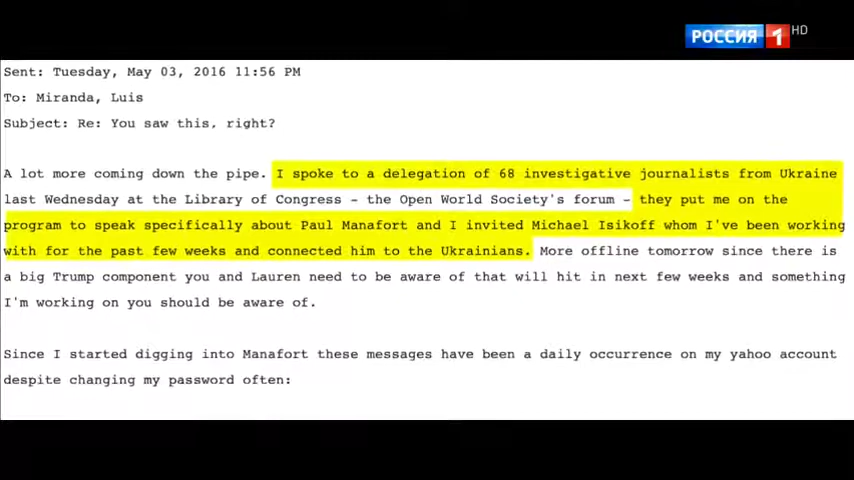 РОССИЯ 1 HD
Sent: Tuesday, May 03, 2016 11:56 PM
To: Miranda, Luis
Subject: Re: You saw this, right?
A lot more coming down the pipe. I spoke to a delegation of 68 investigative journalists from Ukraine
last Wednesday at the Library of Congress - the Open World Society's forum - they put me on the
program to speak specifically about Paul Manafort and I invited Michael Isikoff whom I've been working
with for the past few weeks and connected him to the Ukrainians. More offline tomorrow since there is
a big Trump component you and Lauren need to be aware of that will hit in next few weeks and something
I'm working on you should be aware of.
Since I started digging into Manafort these messages have been a daily occurrence on my yahoo account
despite changing my password often: